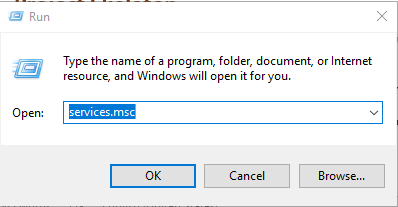 Run
Type the name of a program, folder, document, or Internet
resource, and Windows will open it for you.
Open: services.msc
OK Cancel Browse...